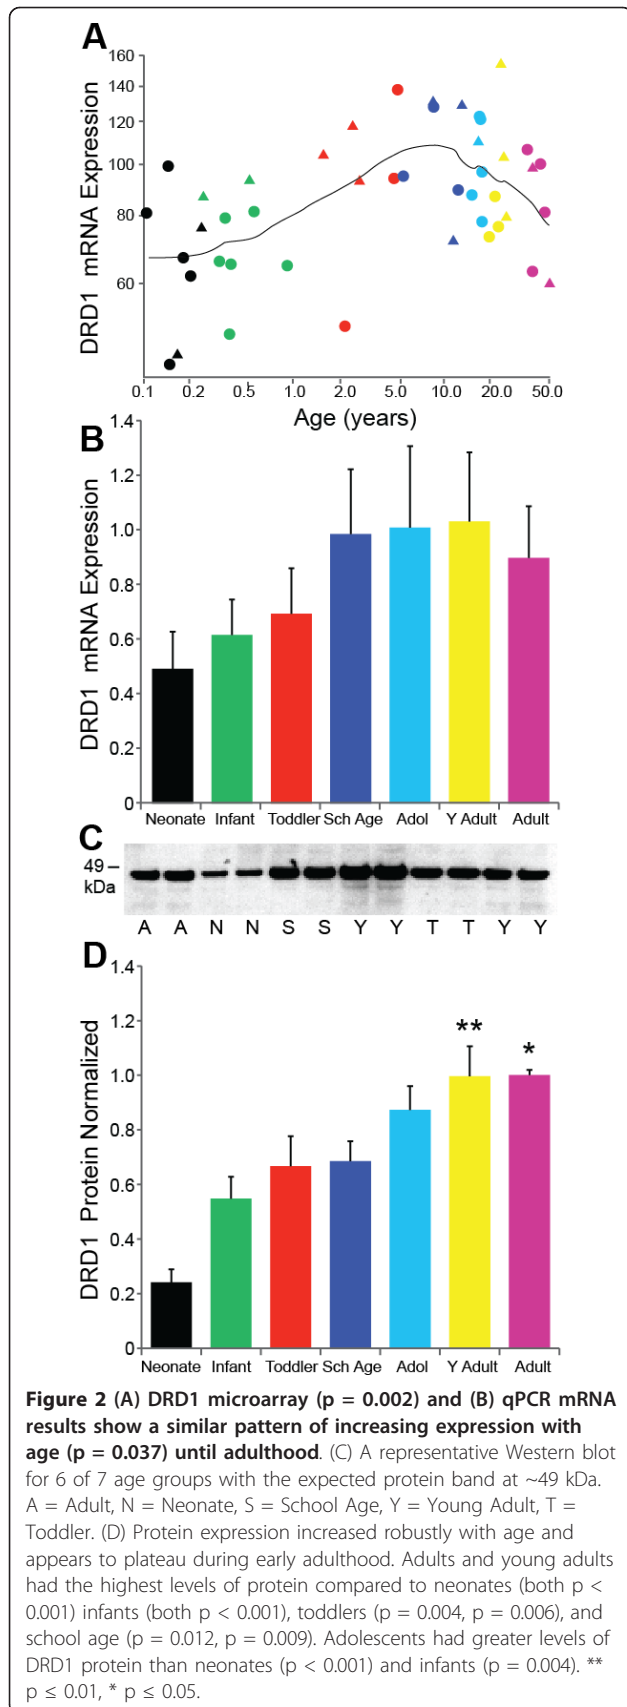 A
160
140
120
100
80
60
DRD1 mRNA Expression
0.1 0.2 0.5 1.0 2.0 5.0 10.0 20.0 50.0
Age (years)
B
1.4
1.2
1.0
0.8
0.6
0.4
0.2
0
DRD1 mRNA Expression
Neonate Infant Toddler Sch Age Adol Y Adult Adult
C
49
kDa
A A N N S S Y Y T T Y Y
D
1.4
1.2
1.0
0.8
0.6
0.4
0.2
0
DRD1 Protein Normalized
** *
Neonate Infant Toddler Sch Age Adol Y Adult Adult
Figure 2 (A) DRD1 microarray (p = 0.002) and (B) qPCR mRNA
results show a similar pattern of increasing expression with
age (p = 0.037) until adulthood. (C) A representative Western blot
for 6 of 7 age groups with the expected protein band at ~49 kDa.
A = Adult, N = Neonate, S = School Age, Y = Young Adult, T =
Toddler. (D) Protein expression increased robustly with age and
appears to plateau during early adulthood. Adults and young adults
had the highest levels of protein compared to neonates (both p <
0.001) infants (both p < 0.001), toddlers (p = 0.004, p = 0.006), and
school age (p = 0.012, p = 0.009). Adolescents had greater levels of
DRD1 protein than neonates (p < 0.001) and infants (p = 0.004). **
p ≤ 0.01, * p ≤ 0.05.